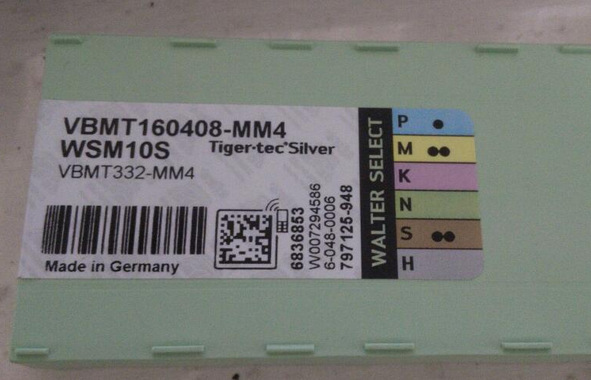 VBMT160408-MM4
WSM10S Tiger·tec®Silver
VBMT332-MM4
Made in Germany
6836853
W007294586
6-048-0006
797125-948
WALTER SELECT
P
M
K
N
S
H